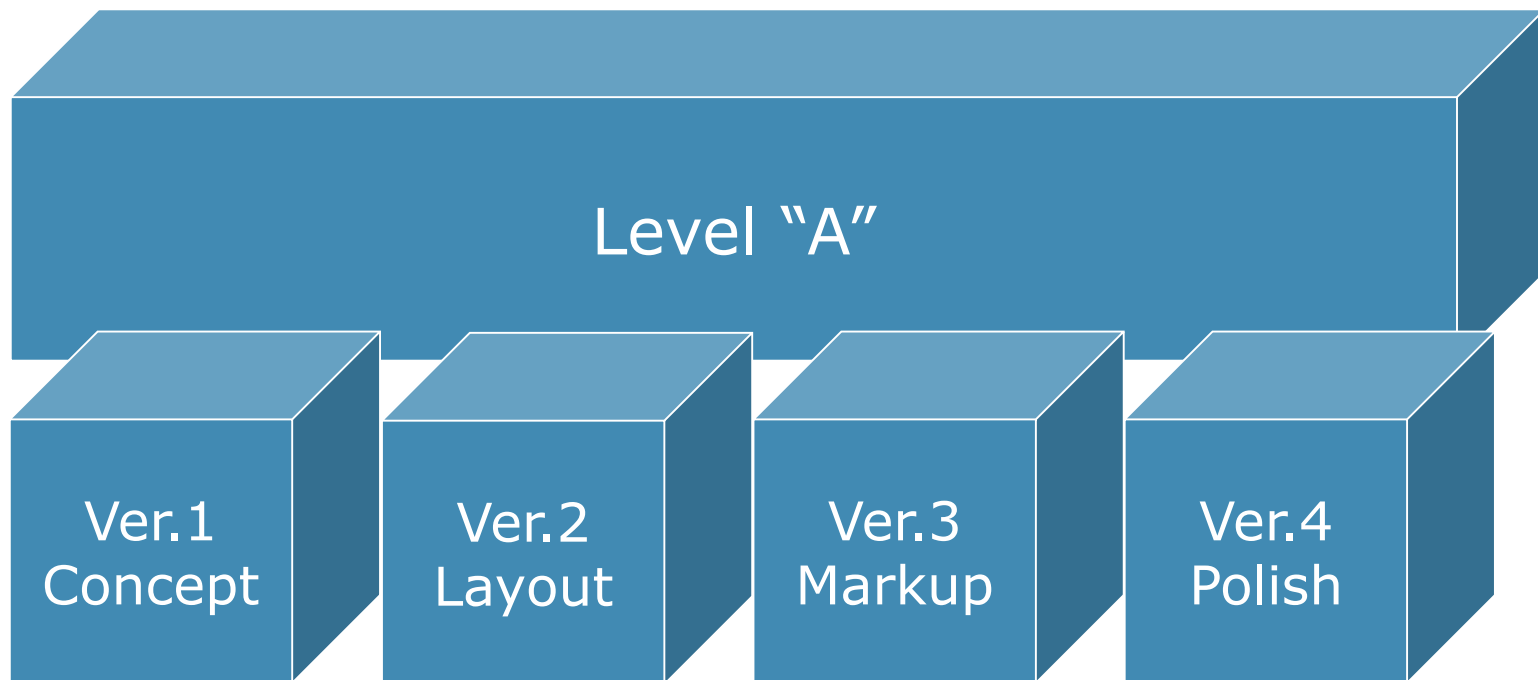 Level “A”
Ver.1
Concept
Ver.2
Layout
Ver.3
Markup
Ver.4
Polish